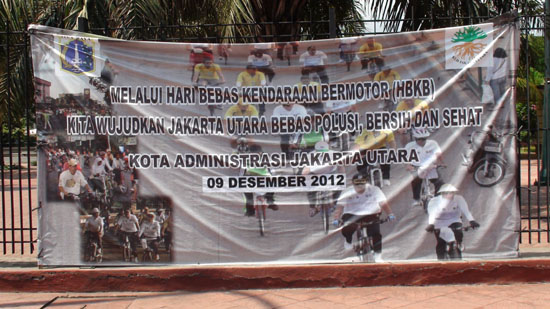 MELALUI HARI BEBAS KENDARAAN BERMOTOR (HBKB)
KITA WUJUDKAN JAKARTA UTARA BEBAS POLUSI, BERSIH DAN SEHAT
KOTA ADMINISTRASI JAKARTA UTARA
09 DESEMBER 2012